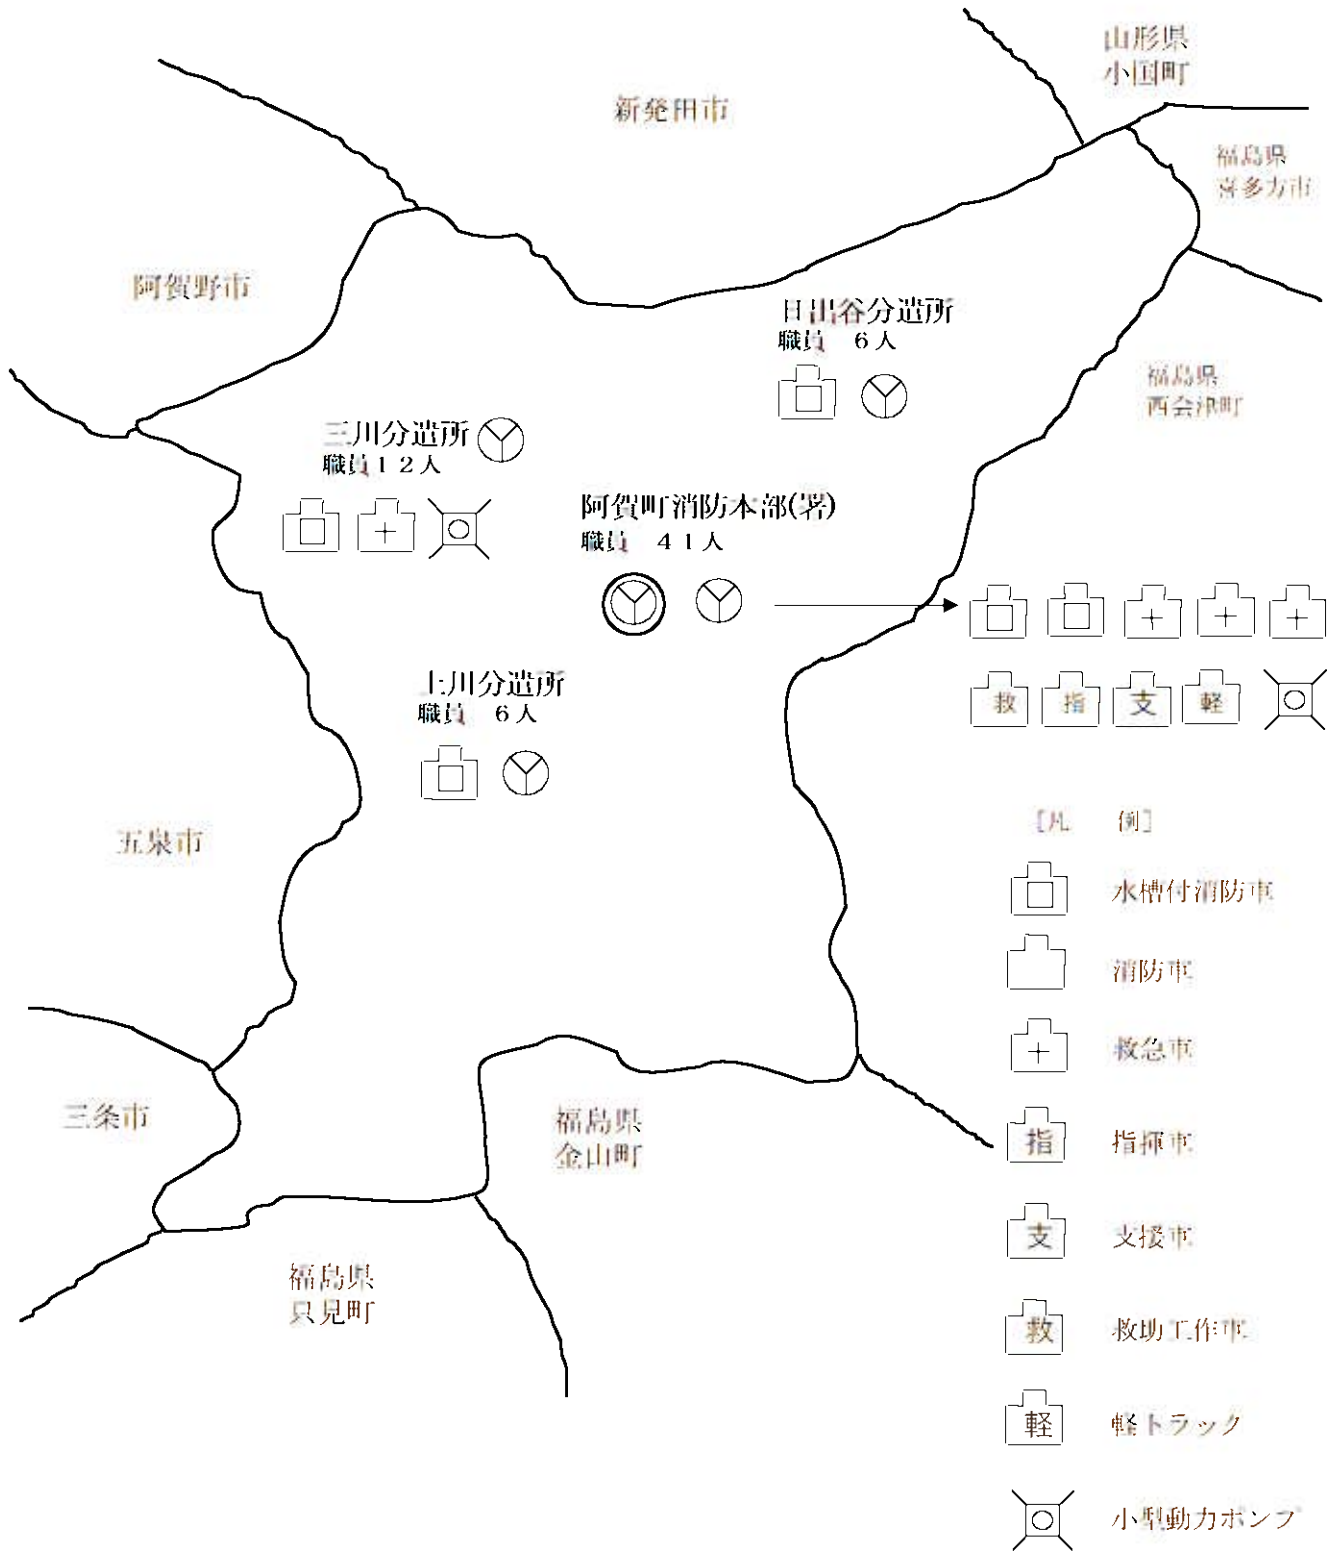 山形県
小国町
新発田市
福島県
喜多方市
阿賀野市
日出谷分遣所
職員 6人
福島県
西会津町
三川分遣所
職員12人
阿賀町消防本部(署)
職員 41人
上川分遣所
職員 6人
救 指 支 軽
五泉市
[凡 例]
水槽付消防車
消防車
救急車
三条市
福島県
金山町
指 指揮車
支 支援車
福島県
只見町
救 救助工作車
軽 軽トラック
小型動力ポンプ